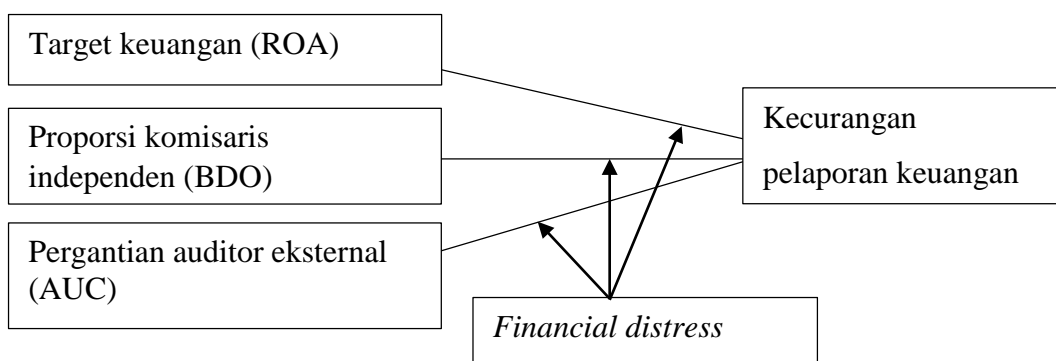 Target keuangan (ROA)
Proporsi komisaris
independen (BDO)
Pergantian auditor eksternal
(AUC)
Kecurangan
pelaporan keuangan
Financial distress